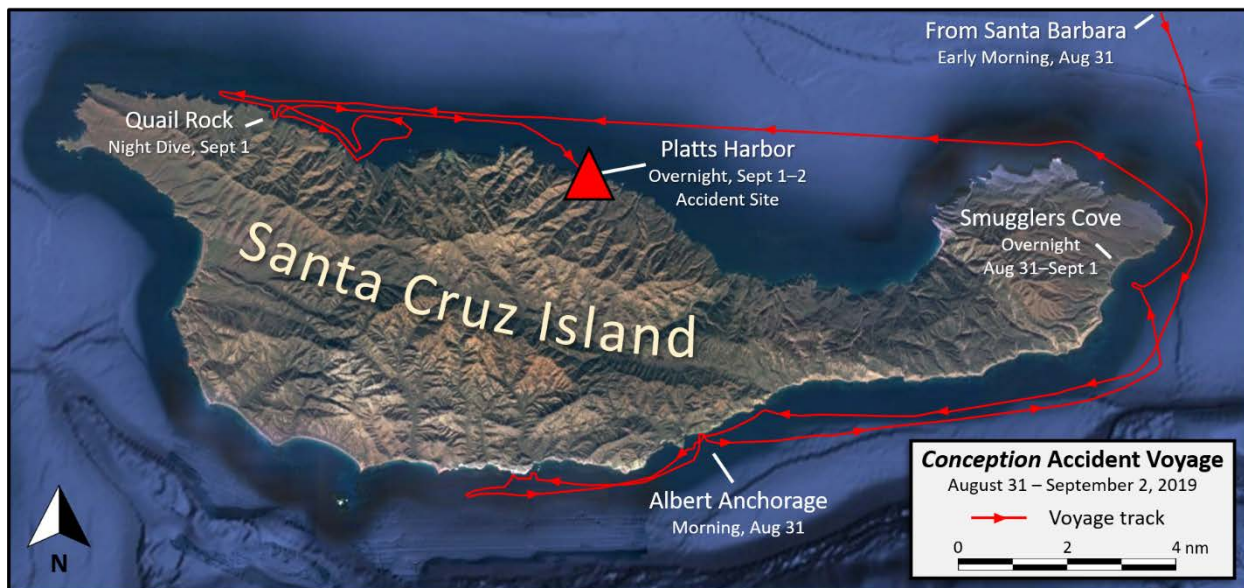 From Santa Barbara
Early Morning, Aug 31
Quail Rock
Night Dive, Sept 1
Platts Harbor
Overnight, Sept 1–2
Accident Site
Smugglers Cove
Overnight
Aug 31–Sept 1
Santa Cruz Island
Albert Anchorage
Morning, Aug 31
N
Conception Accident Voyage
August 31 – September 2, 2019
Voyage track
0 2 4 nm